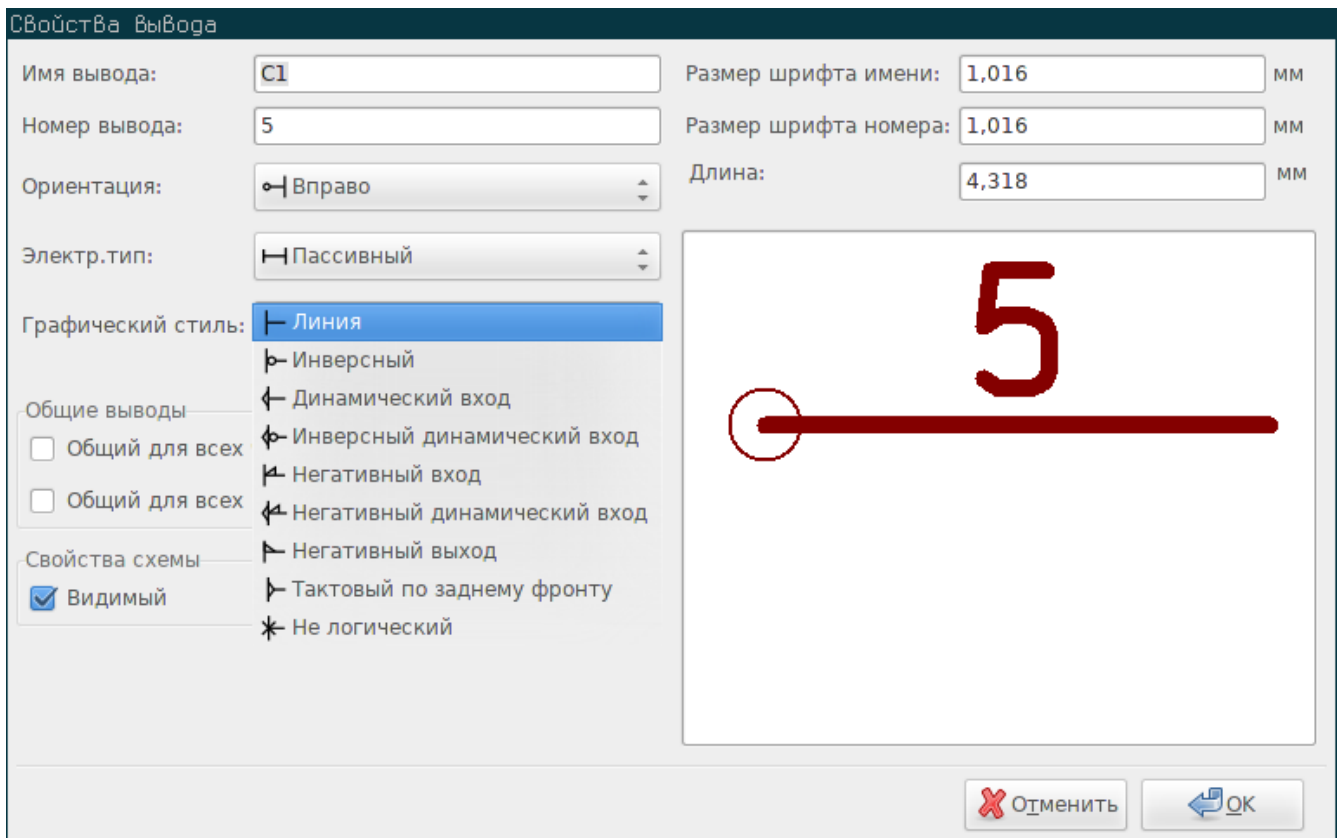 Свойства вывода
Имя вывода: C1 Размер шрифта имени: 1,016 мм
Номер вывода: 5 Размер шрифта номера: 1,016 мм
Ориентация: Вправо Длина: 4,318 мм
Электр.тип: Пассивный
5
Графический стиль: Линия
Инверсный
Динамический вход
Инверсный динамический вход
Негативный вход
Негативный динамический вход
Негативный выход
Тактовый по заднему фронту
Не логический
Общие выводы
Общий для всех
Общий для всех
Свойства схемы
Видимый
Отменить OK